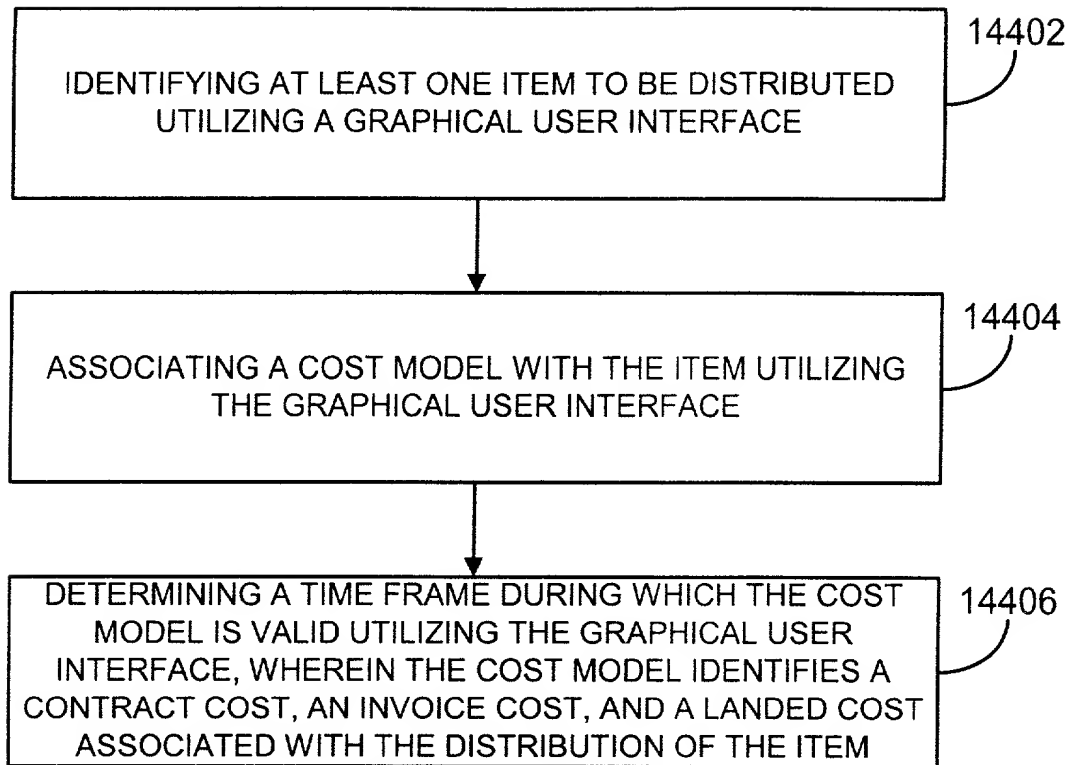 14402
IDENTIFYING AT LEAST ONE ITEM TO BE DISTRIBUTED
UTILIZING A GRAPHICAL USER INTERFACE
14404
ASSOCIATING A COST MODEL WITH THE ITEM UTILIZING
THE GRAPHICAL USER INTERFACE
14406
DETERMINING A TIME FRAME DURING WHICH THE COST
MODEL IS VALID UTILIZING THE GRAPHICAL USER
INTERFACE, WHEREIN THE COST MODEL IDENTIFIES A
CONTRACT COST, AN INVOICE COST, AND A LANDED COST
ASSOCIATED WITH THE DISTRIBUTION OF THE ITEM